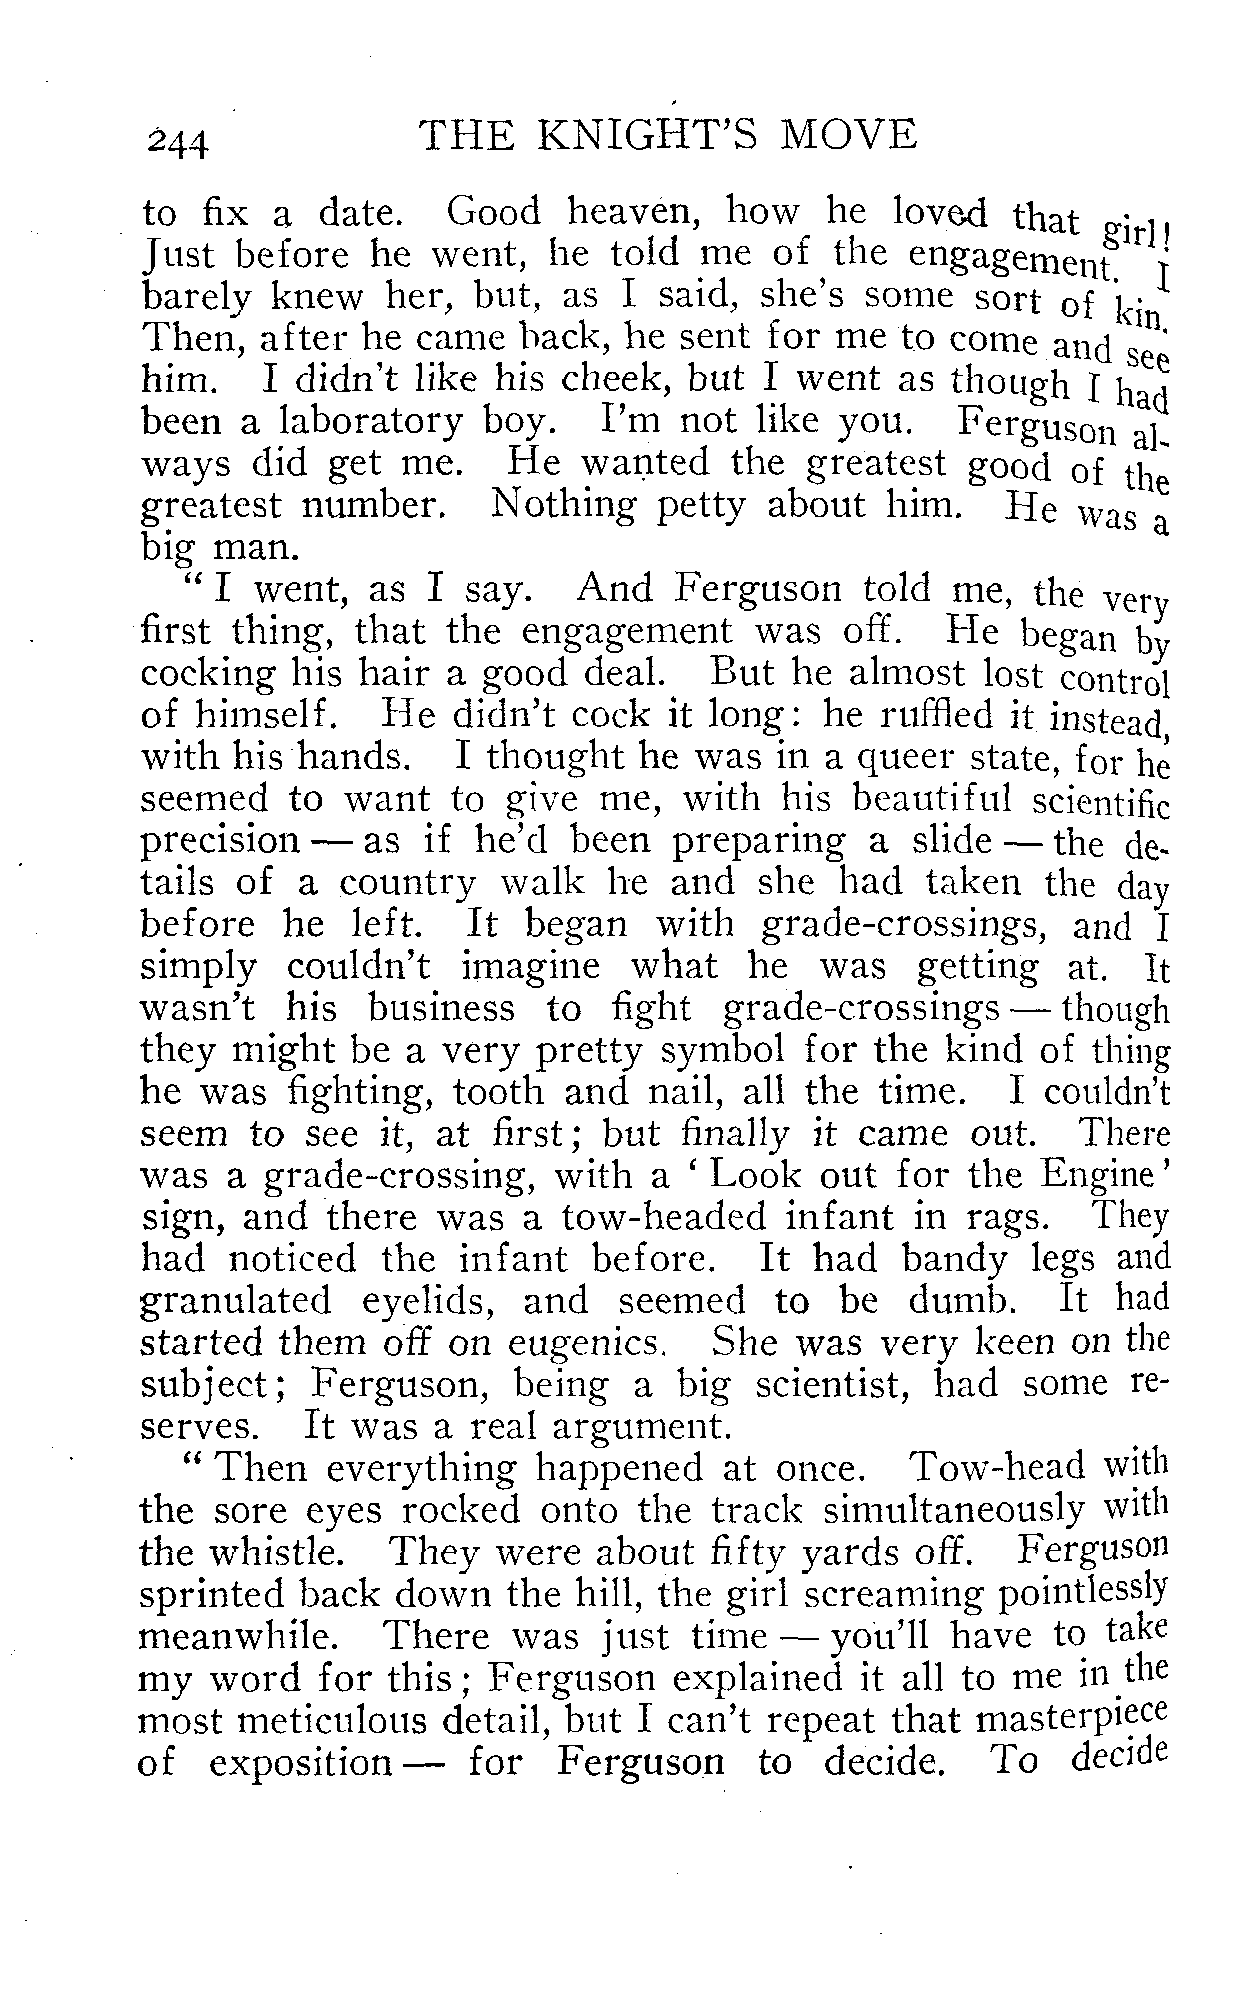 244 THE KNIGHT'S MOVE
to fix a date. Good heaven, how he loved that girl!
Just before he went, he told me of the engagement. I
barely knew her, but, as I said, she's some sort of kin.
Then, after he came back, he sent for me to come and see
him. I didn't like his cheek, but I went as though I had
been a laboratory boy. I'm not like you. Ferguson al-
ways did get me. He wanted the greatest good of the
greatest number. Nothing petty about him. He was a
big man.
“ I went, as I say. And Ferguson told me, the very
first thing, that the engagement was off. He began by
cocking his hair a good deal. But he almost lost control
of himself. He didn't cock it long: he ruffled it instead,
with his hands. I thought he was in a queer state, for he
seemed to want to give me, with his beautiful scientific
precision — as if he'd been preparing a slide — the de-
tails of a country walk he and she had taken the day
before he left. It began with grade-crossings, and I
simply couldn't imagine what he was getting at. It
wasn't his business to fight grade-crossings — though
they might be a very pretty symbol for the kind of thing
he was fighting, tooth and nail, all the time. I couldn't
seem to see it, at first; but finally it came out. There
was a grade-crossing, with a ‘ Look out for the Engine ’
sign, and there was a tow-headed infant in rags. They
had noticed the infant before. It had bandy legs and
granulated eyelids, and seemed to be dumb. It had
started them off on eugenics. She was very keen on the
subject; Ferguson, being a big scientist, had some re-
serves. It was a real argument.
“ Then everything happened at once. Tow-head with
the sore eyes rocked onto the track simultaneously with
the whistle. They were about fifty yards off. Ferguson
sprinted back down the hill, the girl screaming pointlessly
meanwhile. There was just time — you'll have to take
my word for this; Ferguson explained it all to me in the
most meticulous detail, but I can't repeat that masterpiece
of exposition — for Ferguson to decide. To decide